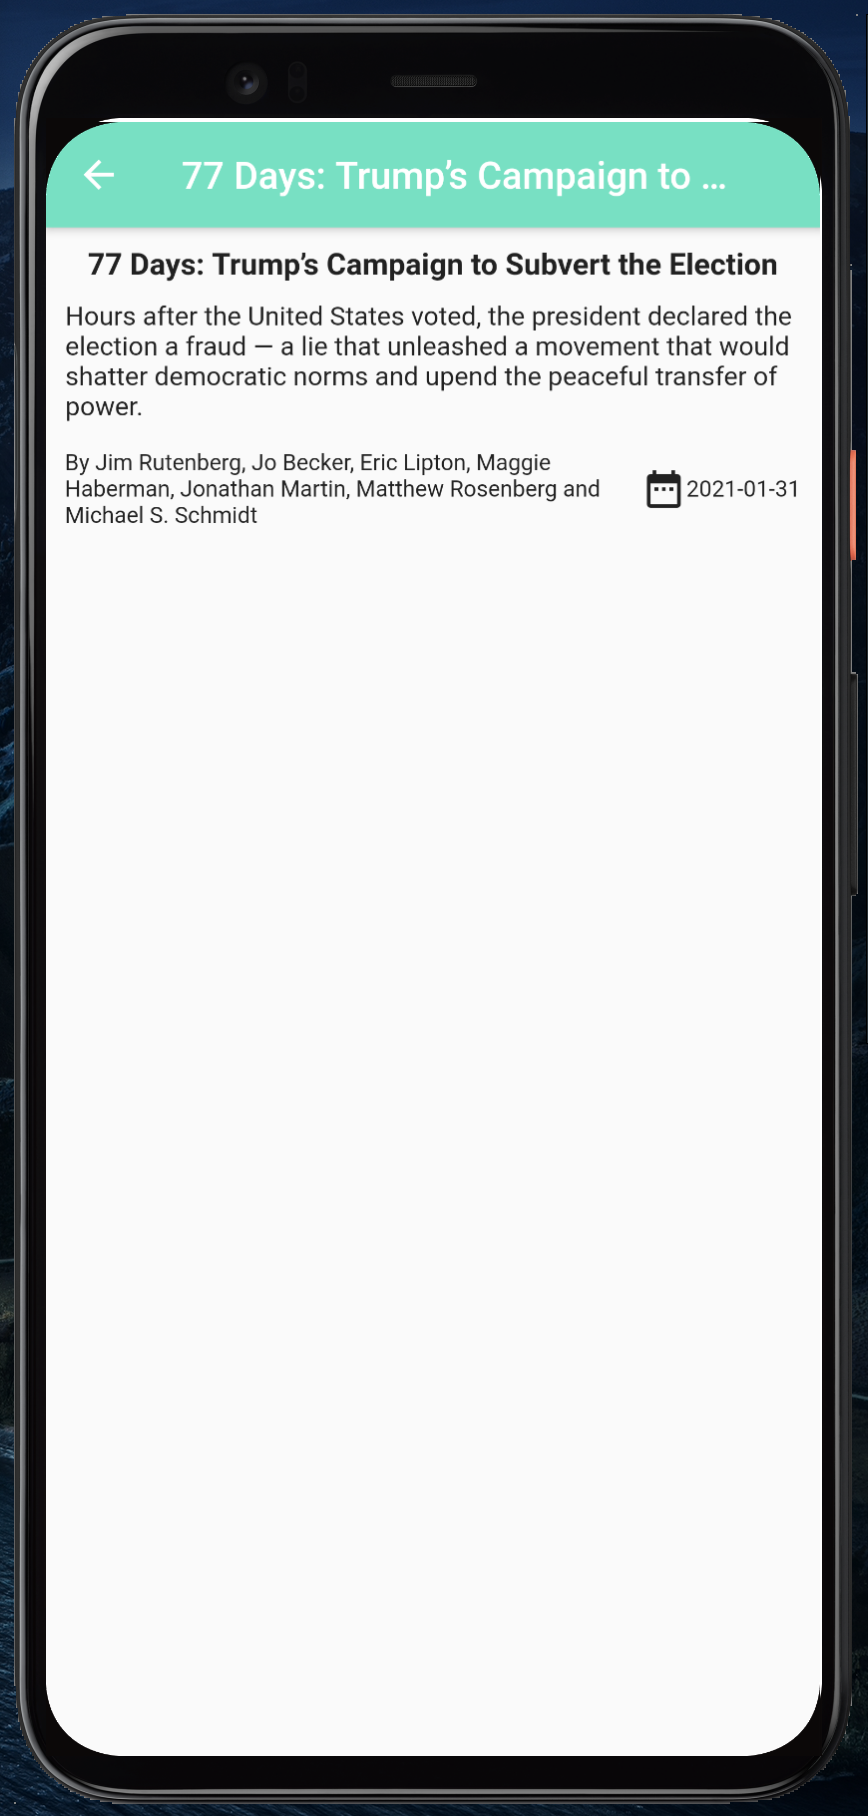 77 Days: Trump’s Campaign to ...
77 Days: Trump’s Campaign to Subvert the Election
Hours after the United States voted, the president declared the
election a fraud — a lie that unleashed a movement that would
shatter democratic norms and upend the peaceful transfer of
power.
By Jim Rutenberg, Jo Becker, Eric Lipton, Maggie
Haberman, Jonathan Martin, Matthew Rosenberg and
Michael S. Schmidt
2021-01-31